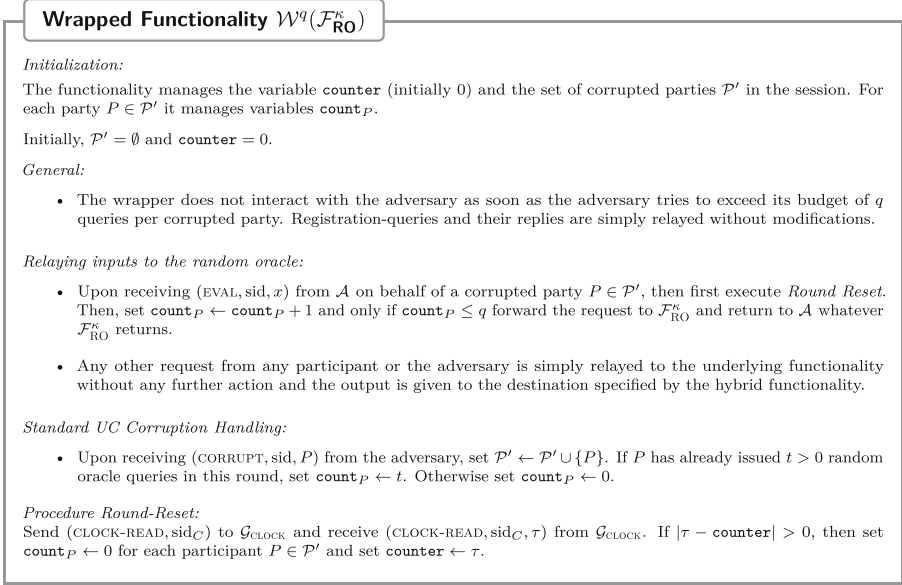 Wrapped Functionality 𝒲^q(ℱ^κ_RO)
Initialization:
The functionality manages the variable counter (initially 0) and the set of corrupted parties 𝒫′ in the session. For
each party P ∈ 𝒫′ it manages variables count_P.
Initially, 𝒫′ = ∅ and counter = 0.
General:
• The wrapper does not interact with the adversary as soon as the adversary tries to exceed its budget of q
queries per corrupted party. Registration-queries and their replies are simply relayed without modifications.
Relaying inputs to the random oracle:
• Upon receiving (EVAL, sid, x) from 𝒜 on behalf of a corrupted party P ∈ 𝒫′, then first execute Round Reset.
Then, set count_P ← count_P + 1 and only if count_P ≤ q forward the request to ℱ^κ_RO and return to 𝒜 whatever
ℱ^κ_RO returns.
• Any other request from any participant or the adversary is simply relayed to the underlying functionality
without any further action and the output is given to the destination specified by the hybrid functionality.
Standard UC Corruption Handling:
• Upon receiving (CORRUPT, sid, P) from the adversary, set 𝒫′ ← 𝒫′ ∪ {P}. If P has already issued t > 0 random
oracle queries in this round, set count_P ← t. Otherwise set count_P ← 0.
Procedure Round-Reset:
Send (CLOCK-READ, sid_C) to 𝒢_CLOCK and receive (CLOCK-READ, sid_C, τ) from 𝒢_CLOCK. If |τ − counter| > 0, then set
count_P ← 0 for each participant P ∈ 𝒫′ and set counter ← τ.